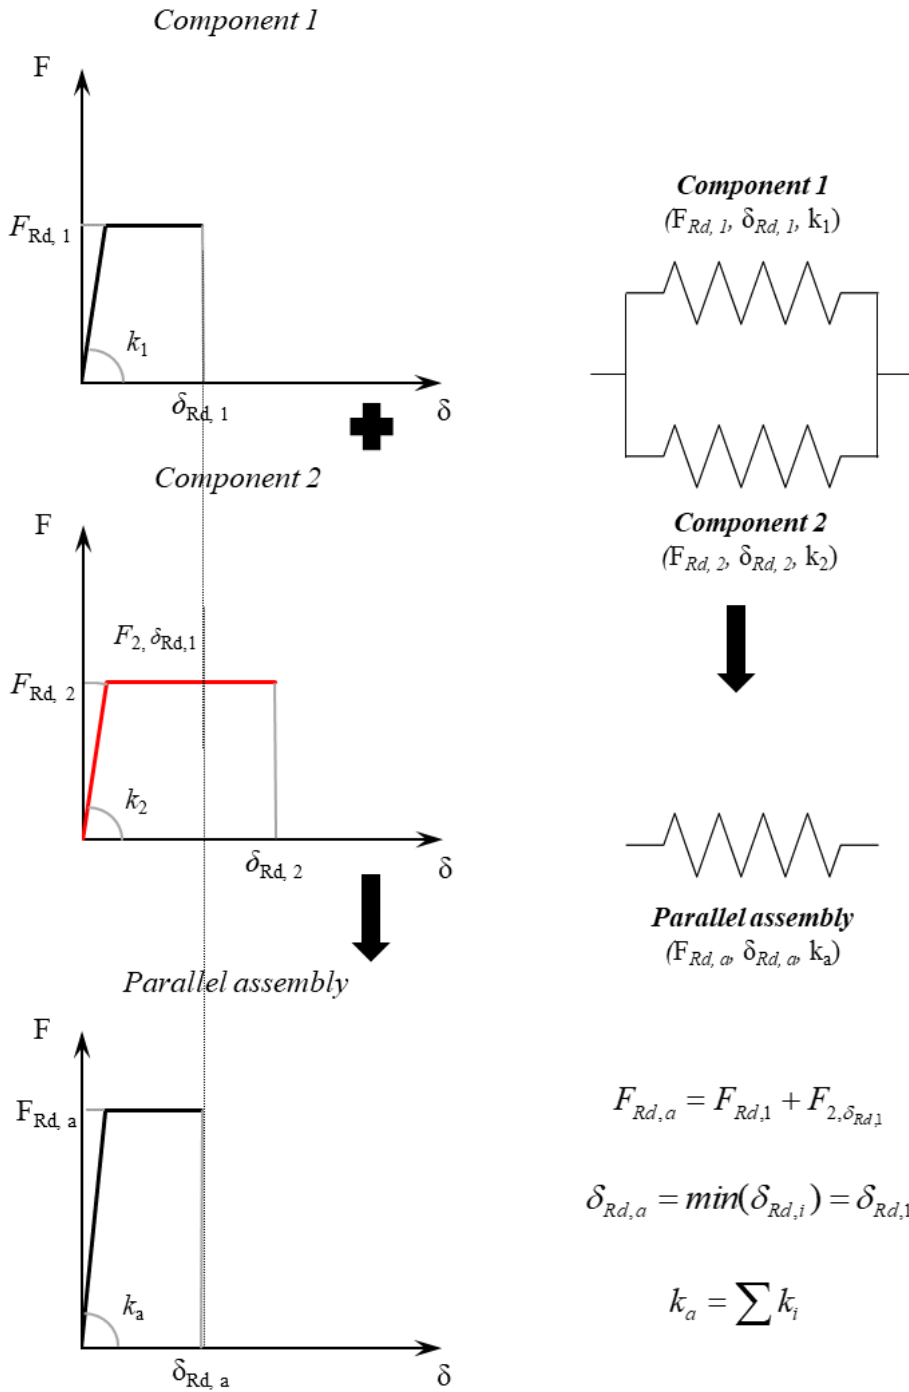 Component 1
F
F_Rd, 1
k_1
δ_Rd, 1
δ
Component 2
F
F_2, δ_Rd,1
F_Rd, 2
k_2
δ_Rd, 2
δ
Parallel assembly
F
F_Rd, a
k_a
δ_Rd, a
δ
Component 1
(F_Rd, 1, δ_Rd, 1, k_1)
Component 2
(F_Rd, 2, δ_Rd, 2, k_2)
Parallel assembly
(F_Rd, a, δ_Rd, a, k_a)
F_Rd,a = F_Rd,1 + F_2,δ_Rd,1
δ_Rd,a = min(δ_Rd,i) = δ_Rd,1
k_a = ∑ k_i